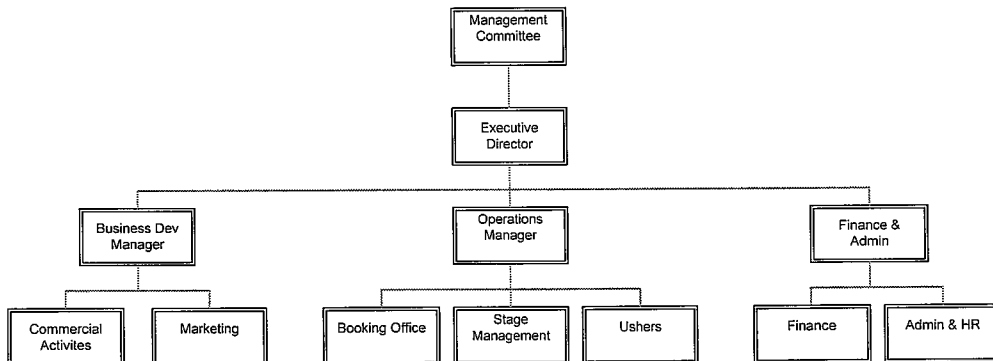 Management
Committee
Executive
Director
Business Dev
Manager
Operations
Manager
Finance &
Admin
Commercial
Activites
Marketing
Booking Office
Stage
Management
Ushers
Finance
Admin & HR